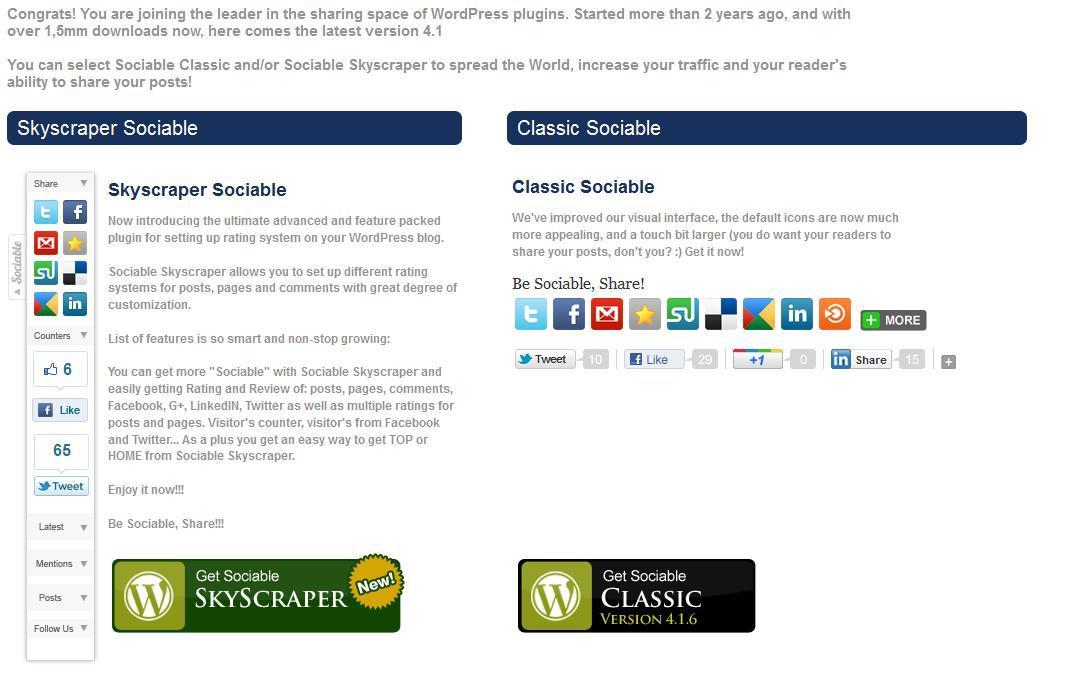 Congrats! You are joining the leader in the sharing space of WordPress plugins. Started more than 2 years ago, and with
over 1,5mm downloads now, here comes the latest version 4.1
You can select Sociable Classic and/or Sociable Skyscraper to spread the World, increase your traffic and your reader's
ability to share your posts!
Skyscraper Sociable
Sociable
Share
Counters
6
Like
65
Tweet
Latest
Mentions
Posts
Follow Us
Skyscraper Sociable
Now introducing the ultimate advanced and feature packed
plugin for setting up rating system on your WordPress blog.
Sociable Skyscraper allows you to set up different rating
systems for posts, pages and comments with great degree of
customization.
List of features is so smart and non-stop growing:
You can get more "Sociable" with Sociable Skyscraper and
easily getting Rating and Review of: posts, pages, comments,
Facebook, G+, LinkedIN, Twitter as well as multiple ratings for
posts and pages. Visitor's counter, visitor's from Facebook
and Twitter... As a plus you get an easy way to get TOP or
HOME from Sociable Skyscraper.
Enjoy it now!!!
Be Sociable, Share!!!
Get Sociable
SKYSCRAPER
New!
Classic Sociable
Classic Sociable
We've improved our visual interface, the default icons are now much
more appealing, and a touch bit larger (you do want your readers to
share your posts, don't you? :) Get it now!
Be Sociable, Share!
+ MORE
Tweet 10 Like 29 +1 0 in Share 15 +
Get Sociable
CLASSIC
VERSION 4.1.6